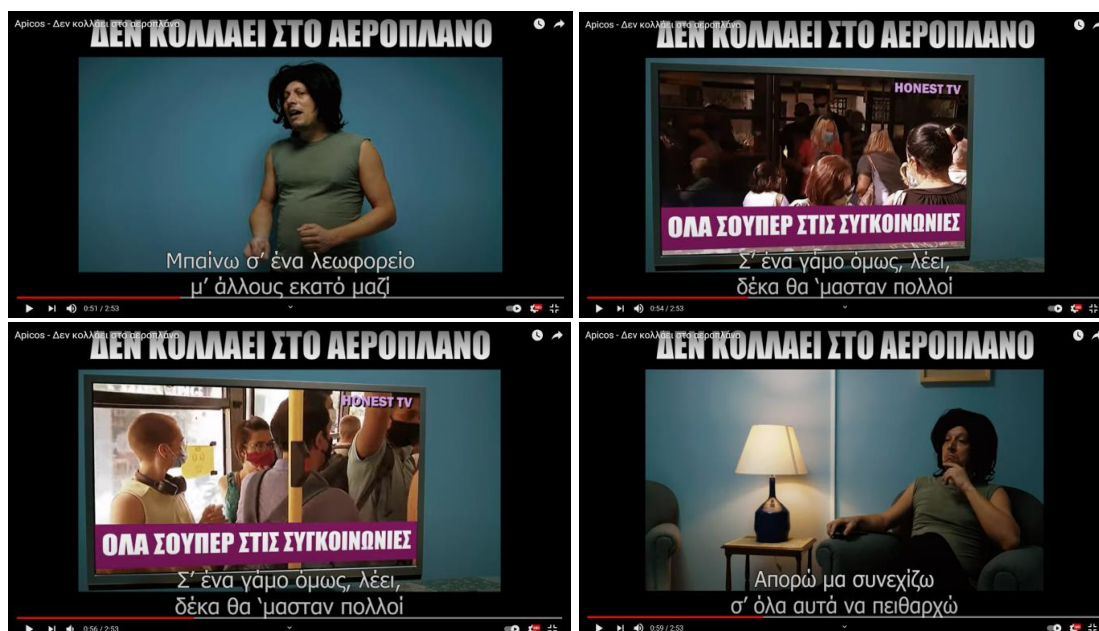 Apicos - Δεν κολλάει στο αεροπλάνο
ΔΕΝ ΚΟΛΛΑΕΙ ΣΤΟ ΑΕΡΟΠΛΑΝΟ
Μπαίνω σ' ένα λεωφορείο
μ' άλλους εκατό μαζί
0:51 / 2:53
Apicos - Δεν κολλάει στο αεροπλάνο
ΔΕΝ ΚΟΛΛΑΕΙ ΣΤΟ ΑΕΡΟΠΛΑΝΟ
HONEST TV
ΟΛΑ ΣΟΥΠΕΡ ΣΤΙΣ ΣΥΓΚΟΙΝΩΝΙΕΣ
Σ' ένα γάμο όμως, λέει,
δέκα θα 'μασταν πολλοί
0:54 / 2:53
Apicos - Δεν κολλάει στο αεροπλάνο
ΔΕΝ ΚΟΛΛΑΕΙ ΣΤΟ ΑΕΡΟΠΛΑΝΟ
HONEST TV
ΟΛΑ ΣΟΥΠΕΡ ΣΤΙΣ ΣΥΓΚΟΙΝΩΝΙΕΣ
Σ' ένα γάμο όμως, λέει,
δέκα θα 'μασταν πολλοί
0:56 / 2:53
Apicos - Δεν κολλάει στο αεροπλάνο
ΔΕΝ ΚΟΛΛΑΕΙ ΣΤΟ ΑΕΡΟΠΛΑΝΟ
Απορώ μα συνεχίζω
σ' όλα αυτά να πειθαρχώ
0:59 / 2:53